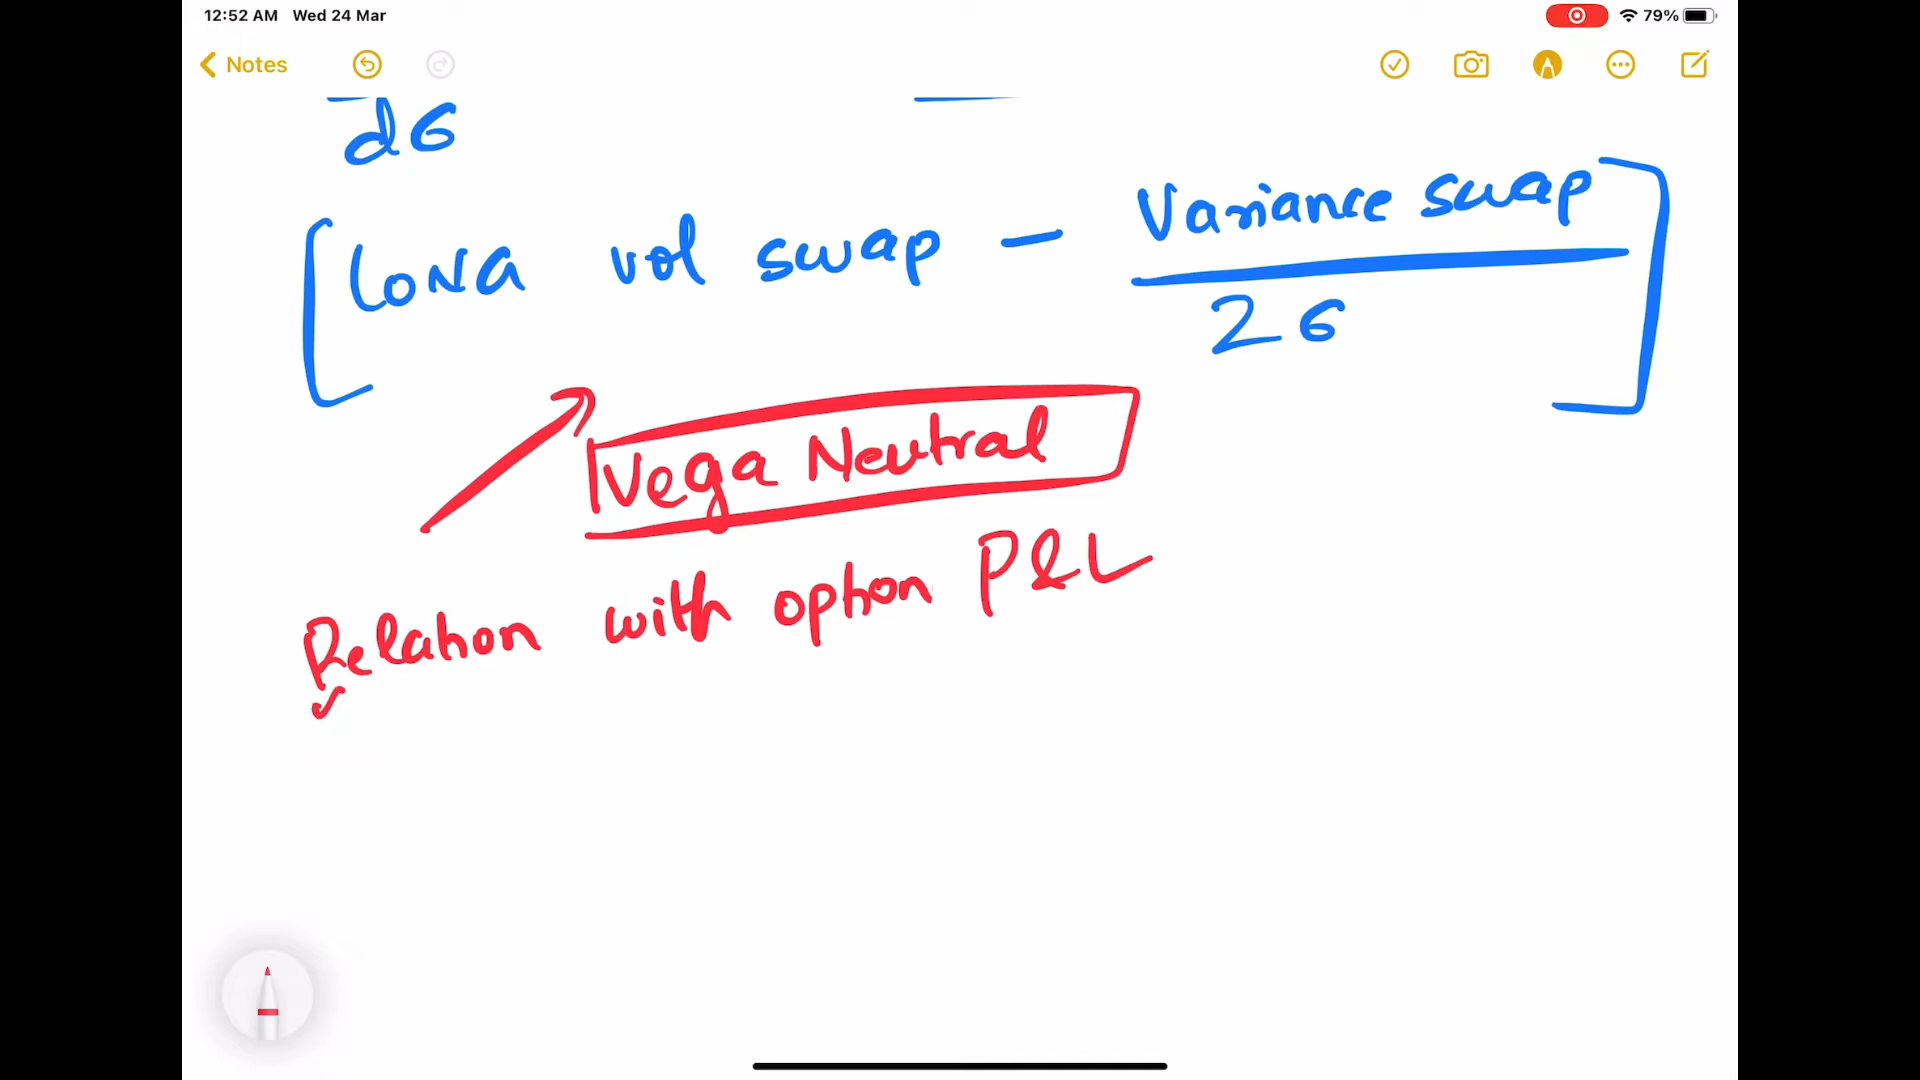 12:52 AM Wed 24 Mar 79%
Notes
dσ
[Long vol swap - Variance swap
2σ]
Vega Neutral
Relation with option P&L